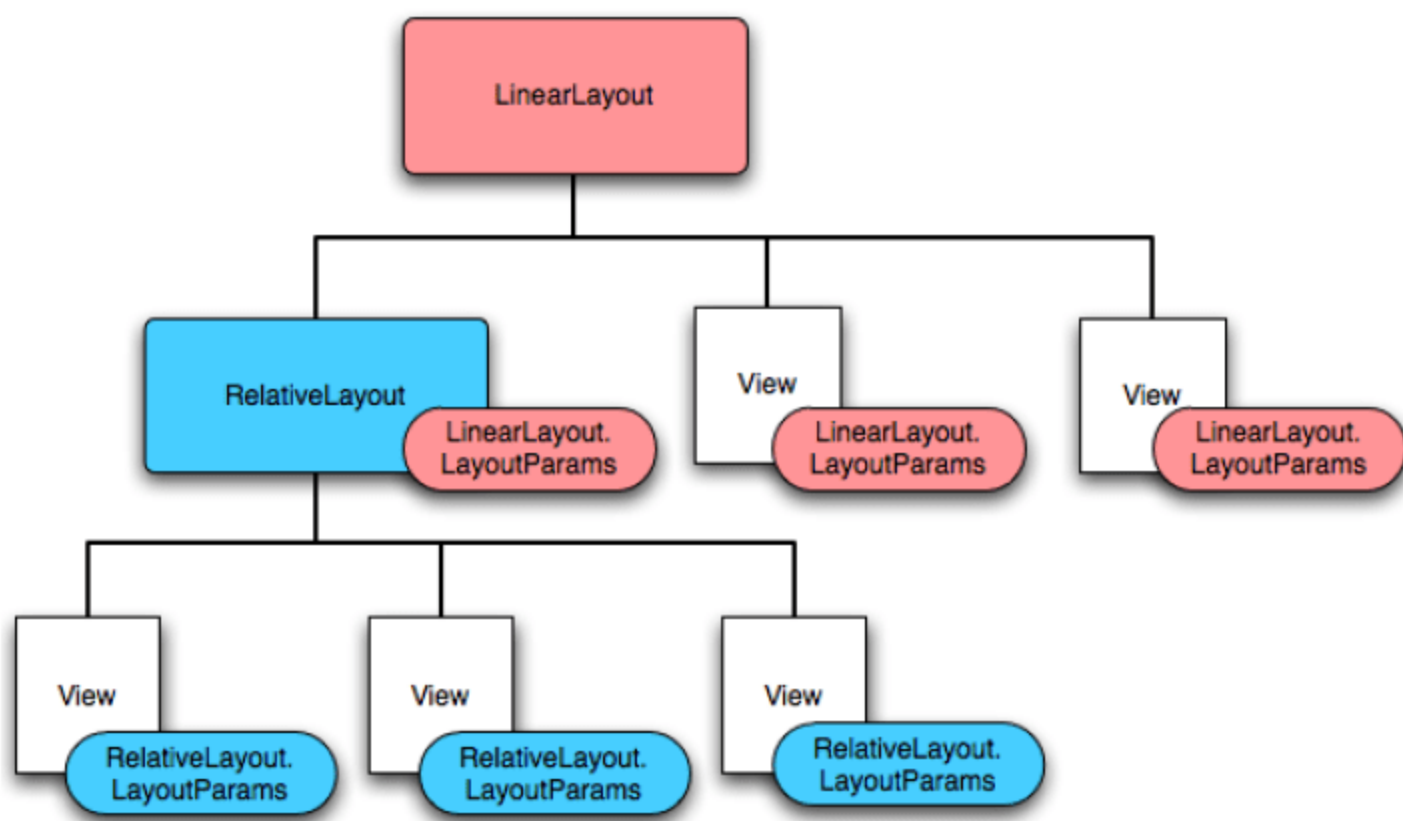 LinearLayout
RelativeLayout
LinearLayout.
LayoutParams
View
LinearLayout.
LayoutParams
View
LinearLayout.
LayoutParams
View
RelativeLayout.
LayoutParams
View
RelativeLayout.
LayoutParams
View
RelativeLayout.
LayoutParams